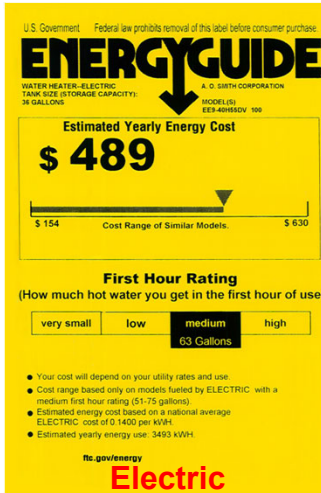 U.S. Government Federal law prohibits removal of this label before consumer purchase.
ENERGYGUIDE
WATER HEATER--ELECTRIC
TANK SIZE (STORAGE CAPACITY):
36 GALLONS
A. O. SMITH CORPORATION
MODEL(S)
EE9-40H55DV 100
Estimated Yearly Energy Cost
$ 489
$ 154 Cost Range of Similar Models. $ 630
First Hour Rating
(How much hot water you get in the first hour of use
very small low medium high
63 Gallons
● Your cost will depend on your utility rates and use.
● Cost range based only on models fueled by ELECTRIC with a
medium first hour rating (51-75 gallons).
● Estimated energy cost based on a national average
ELECTRIC cost of 0.1400 per kWH.
● Estimated yearly energy use: 3493 kWH.
ftc.gov/energy
Electric